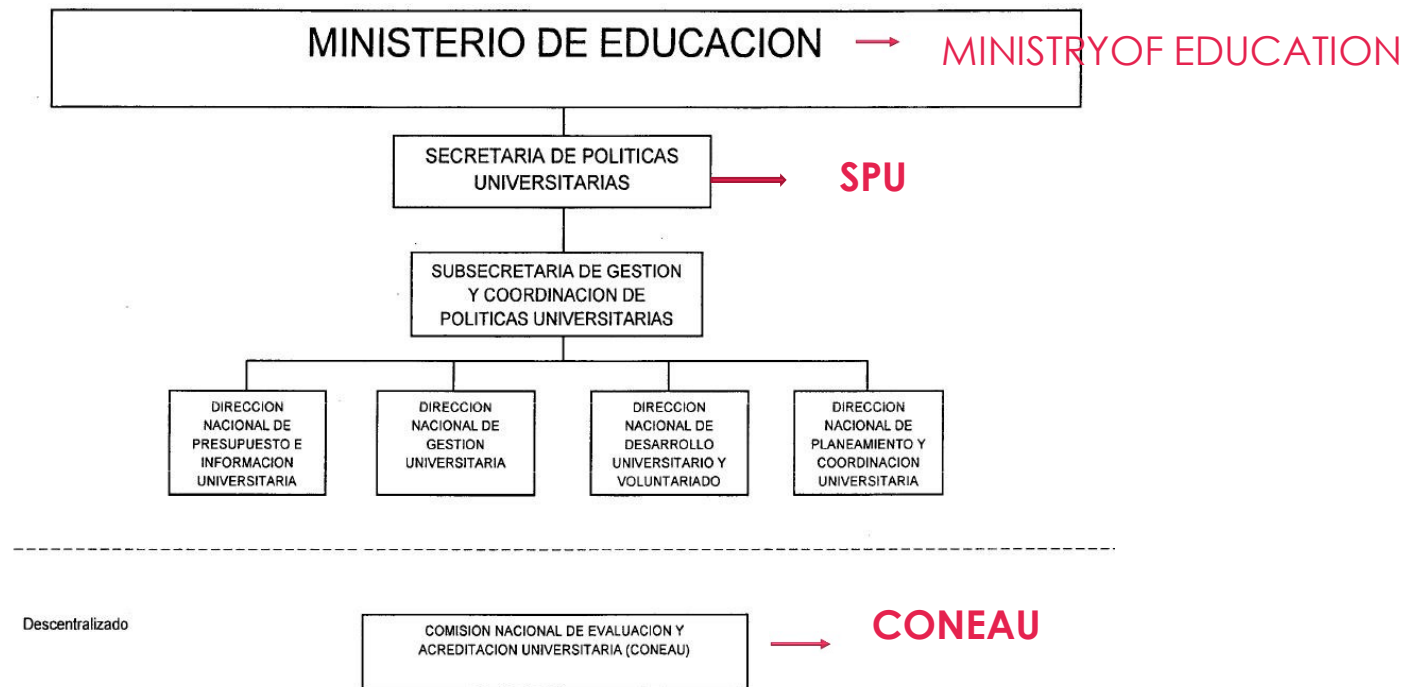 MINISTERIO DE EDUCACION
MINISTRYOF EDUCATION
SECRETARIA DE POLITICAS
UNIVERSITARIAS
SPU
SUBSECRETARIA DE GESTION
Y COORDINACION DE
POLITICAS UNIVERSITARIAS
DIRECCION
NACIONAL DE
PRESUPUESTO E
INFORMACION
UNIVERSITARIA
DIRECCION
NACIONAL DE
GESTION
UNIVERSITARIA
DIRECCION
NACIONAL DE
DESARROLLO
UNIVERSITARIO Y
VOLUNTARIADO
DIRECCION
NACIONAL DE
PLANEAMIENTO Y
COORDINACION
UNIVERSITARIA
Descentralizado
COMISION NACIONAL DE EVALUACION Y
ACREDITACION UNIVERSITARIA (CONEAU)
CONEAU